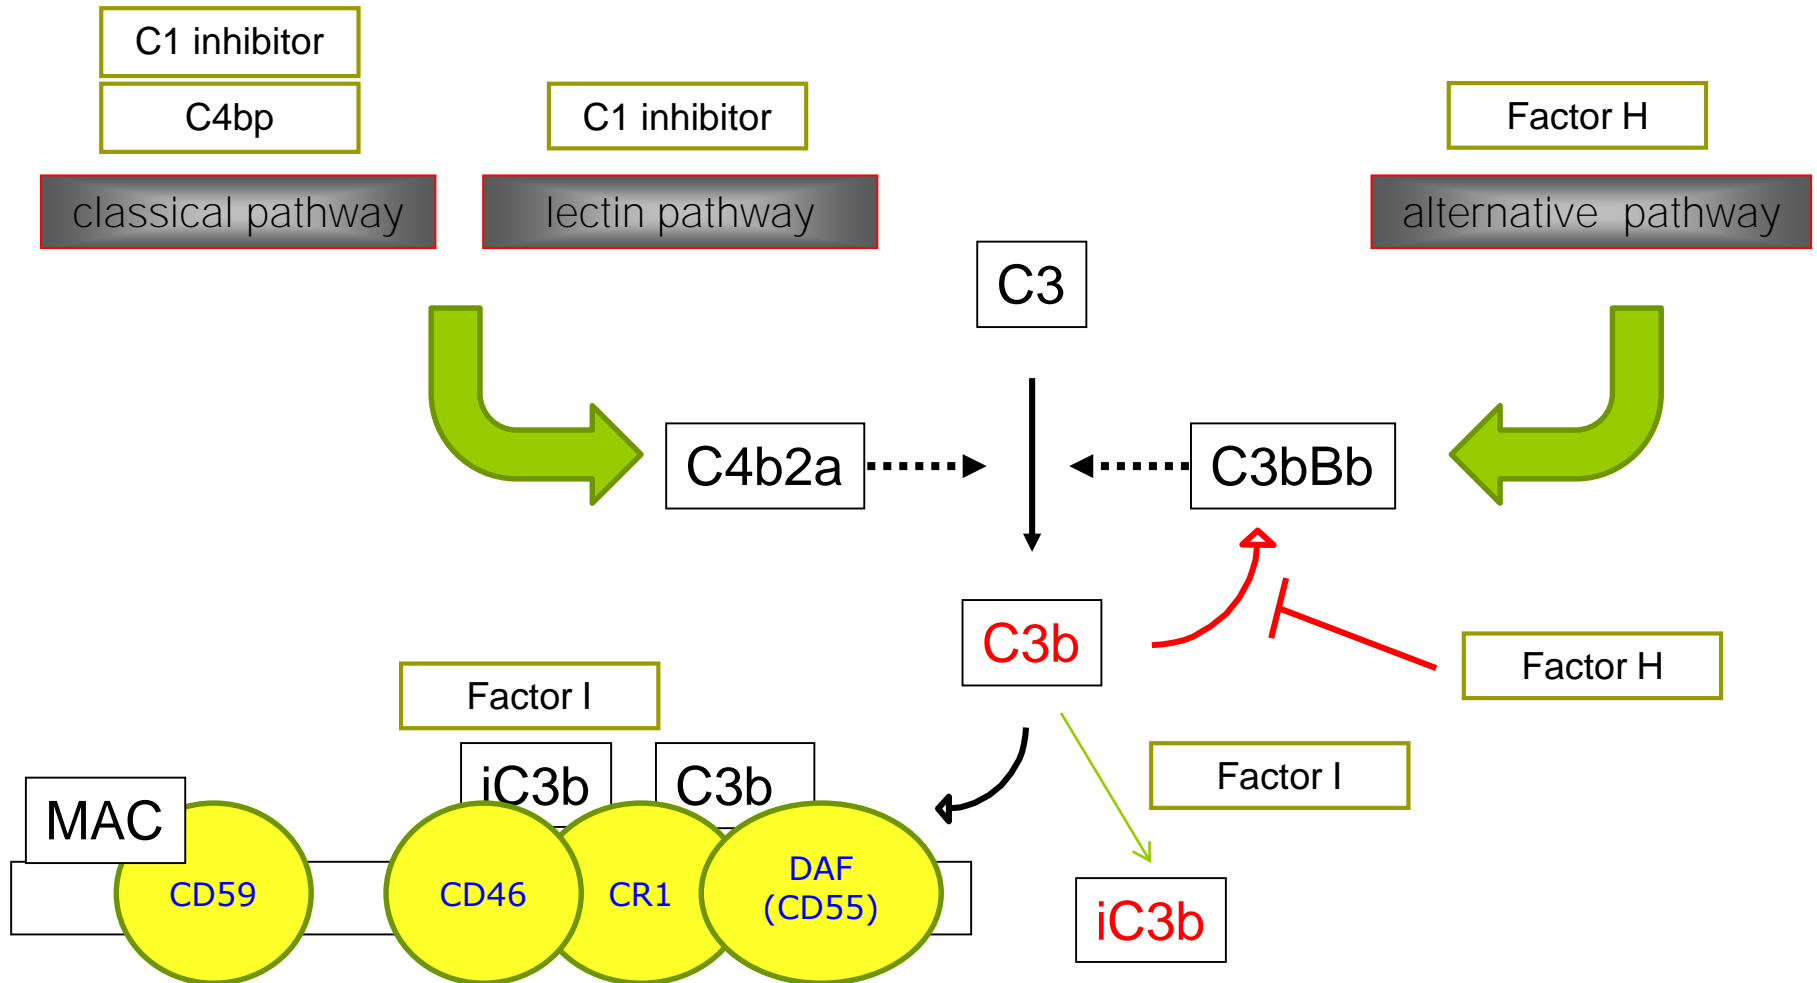 C1 inhibitor
C4bp
C1 inhibitor
Factor H
classical pathway
lectin pathway
alternative pathway
C3
C4b2a
C3bBb
C3b
Factor H
Factor I
Factor I
iC3b
C3b
MAC
CD59
CD46
CR1
DAF
(CD55)
iC3b